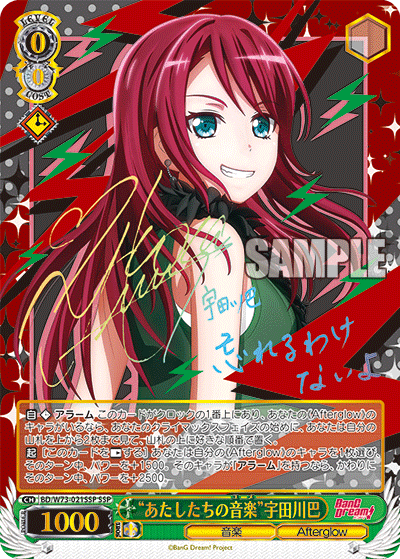 LEVEL
0
0
COST
SAMPLE
宇田川巴
忘れるわけ
ないよ
自 アラーム このカードがクロックの1番上にあり、あなたの《Afterglow》の
キャラがいるなら、あなたのクライマックスフェイズの始めに、あなたは自分の
山札を上から2枚まで見て、山札の上に好きな順番で置く。
起 [このカードを する] あなたは自分の《Afterglow》のキャラを1枚選び、
そのターン中、パワーを+1500。そのキャラが「アラーム」を持つなら、かわりに
そのターン中、パワーを+2500。
CH BD/W73-021SSP SSP
1000
"あたしたちの音楽"宇田川巴
BanG Dream!
音楽
Afterglow
©BanG Dream! Project